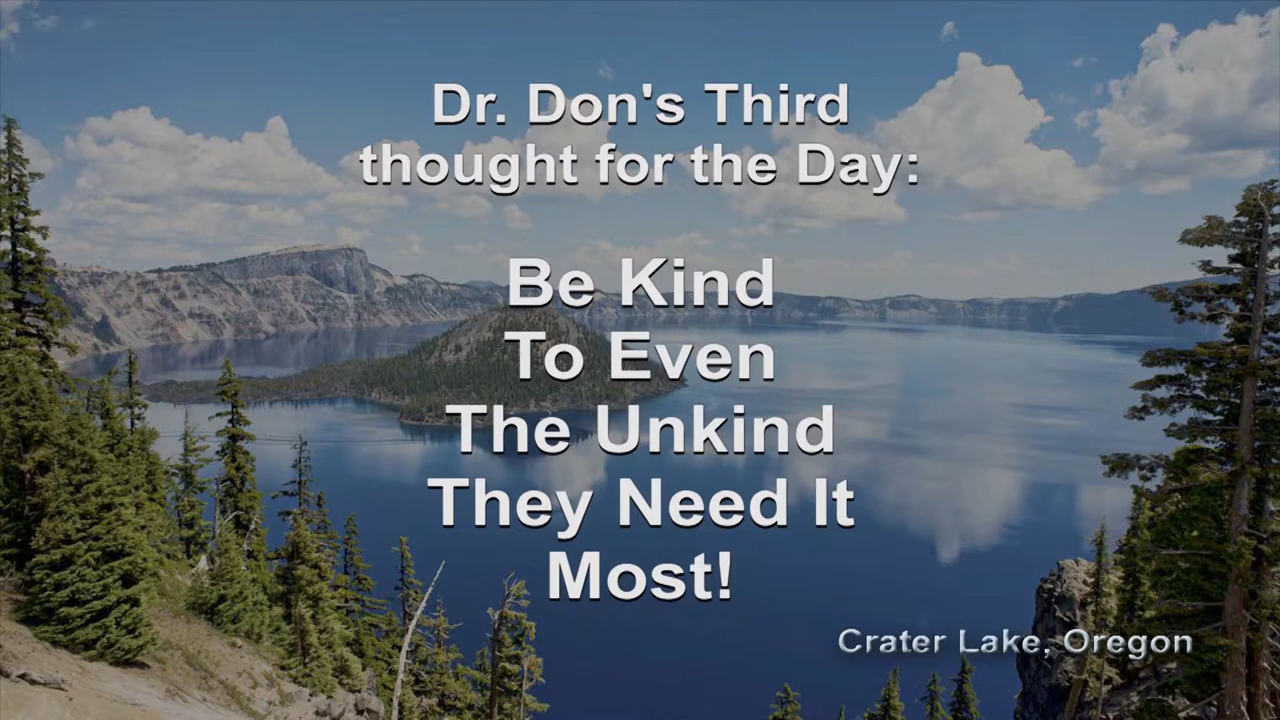 Dr. Don's Third
thought for the Day:
Be Kind
To Even
The Unkind
They Need It
Most!
Crater Lake, Oregon